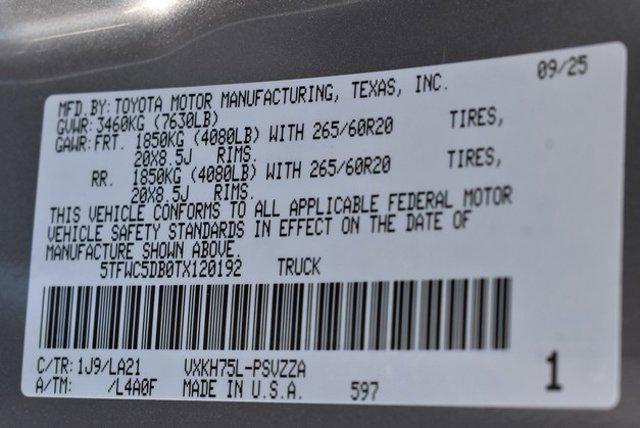 09/25
MFD. BY: TOYOTA MOTOR MANUFACTURING, TEXAS, INC.
GVWR: 3460KG (7630LB)
GAWR: FRT. 1850KG (4080LB) WITH 265/60R20 TIRES,
20X8.5J RIMS.
RR. 1850KG (4080LB) WITH 265/60R20 TIRES,
20X8.5J RIMS.
THIS VEHICLE CONFORMS TO ALL APPLICABLE FEDERAL MOTOR
VEHICLE SAFETY STANDARDS IN EFFECT ON THE DATE OF
MANUFACTURE SHOWN ABOVE.
5TFWC5DB0TX120192 TRUCK
C/TR: 1J9/LA21 VXKH75L-PSVZZA
A/TM: /L4A0F MADE IN U.S.A. 597 1